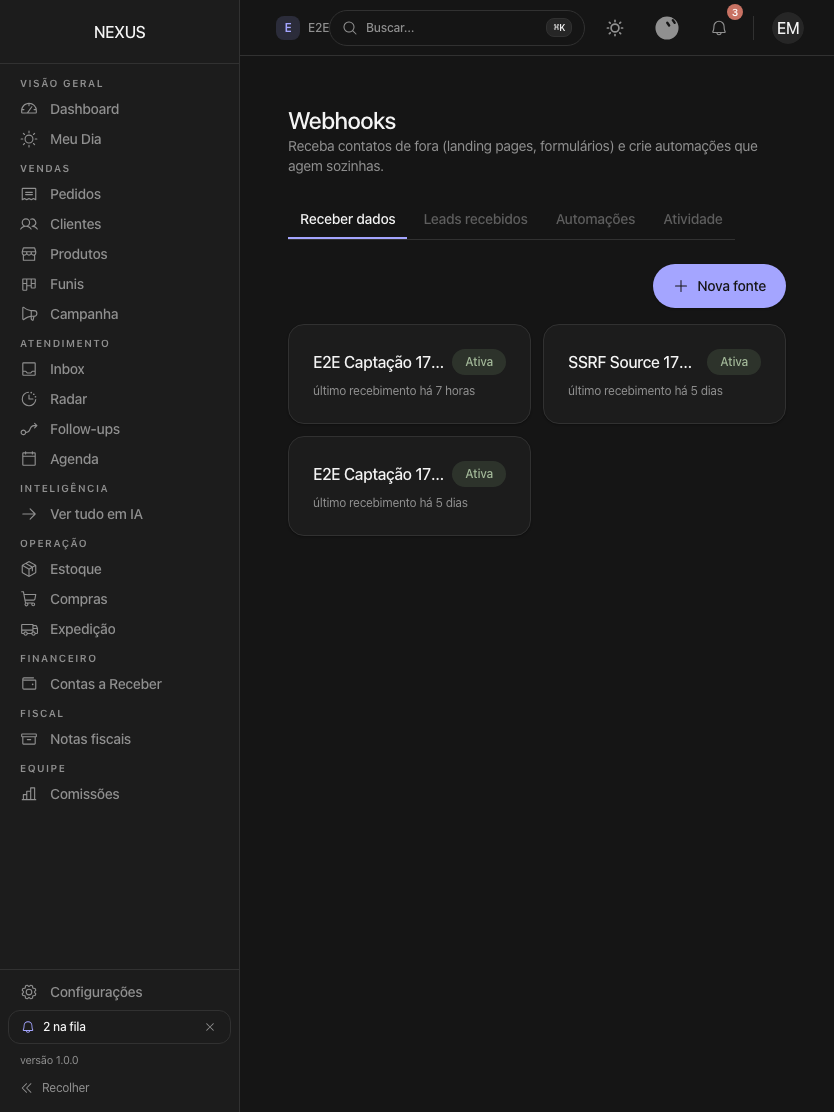 NEXUS
E
E2E
Buscar...
⌘K
3
EM
VISÃO GERAL
Dashboard
Meu Dia
VENDAS
Pedidos
Clientes
Produtos
Funis
Campanha
ATENDIMENTO
Inbox
Radar
Follow-ups
Agenda
INTELIGÊNCIA
Ver tudo em IA
OPERAÇÃO
Estoque
Compras
Expedição
FINANCEIRO
Contas a Receber
FISCAL
Notas fiscais
EQUIPE
Comissões
Configurações
2 na fila
versão 1.0.0
Recolher
Webhooks
Receba contatos de fora (landing pages, formulários) e crie automações que
agem sozinhas.
Receber dados Leads recebidos Automações Atividade
Nova fonte
E2E Captação 17... Ativa
último recebimento há 7 horas
SSRF Source 17... Ativa
último recebimento há 5 dias
E2E Captação 17... Ativa
último recebimento há 5 dias